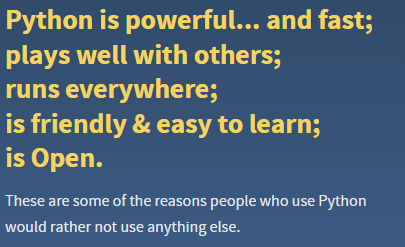 Python is powerful... and fast;
plays well with others;
runs everywhere;
is friendly & easy to learn;
is Open.
These are some of the reasons people who use Python
would rather not use anything else.